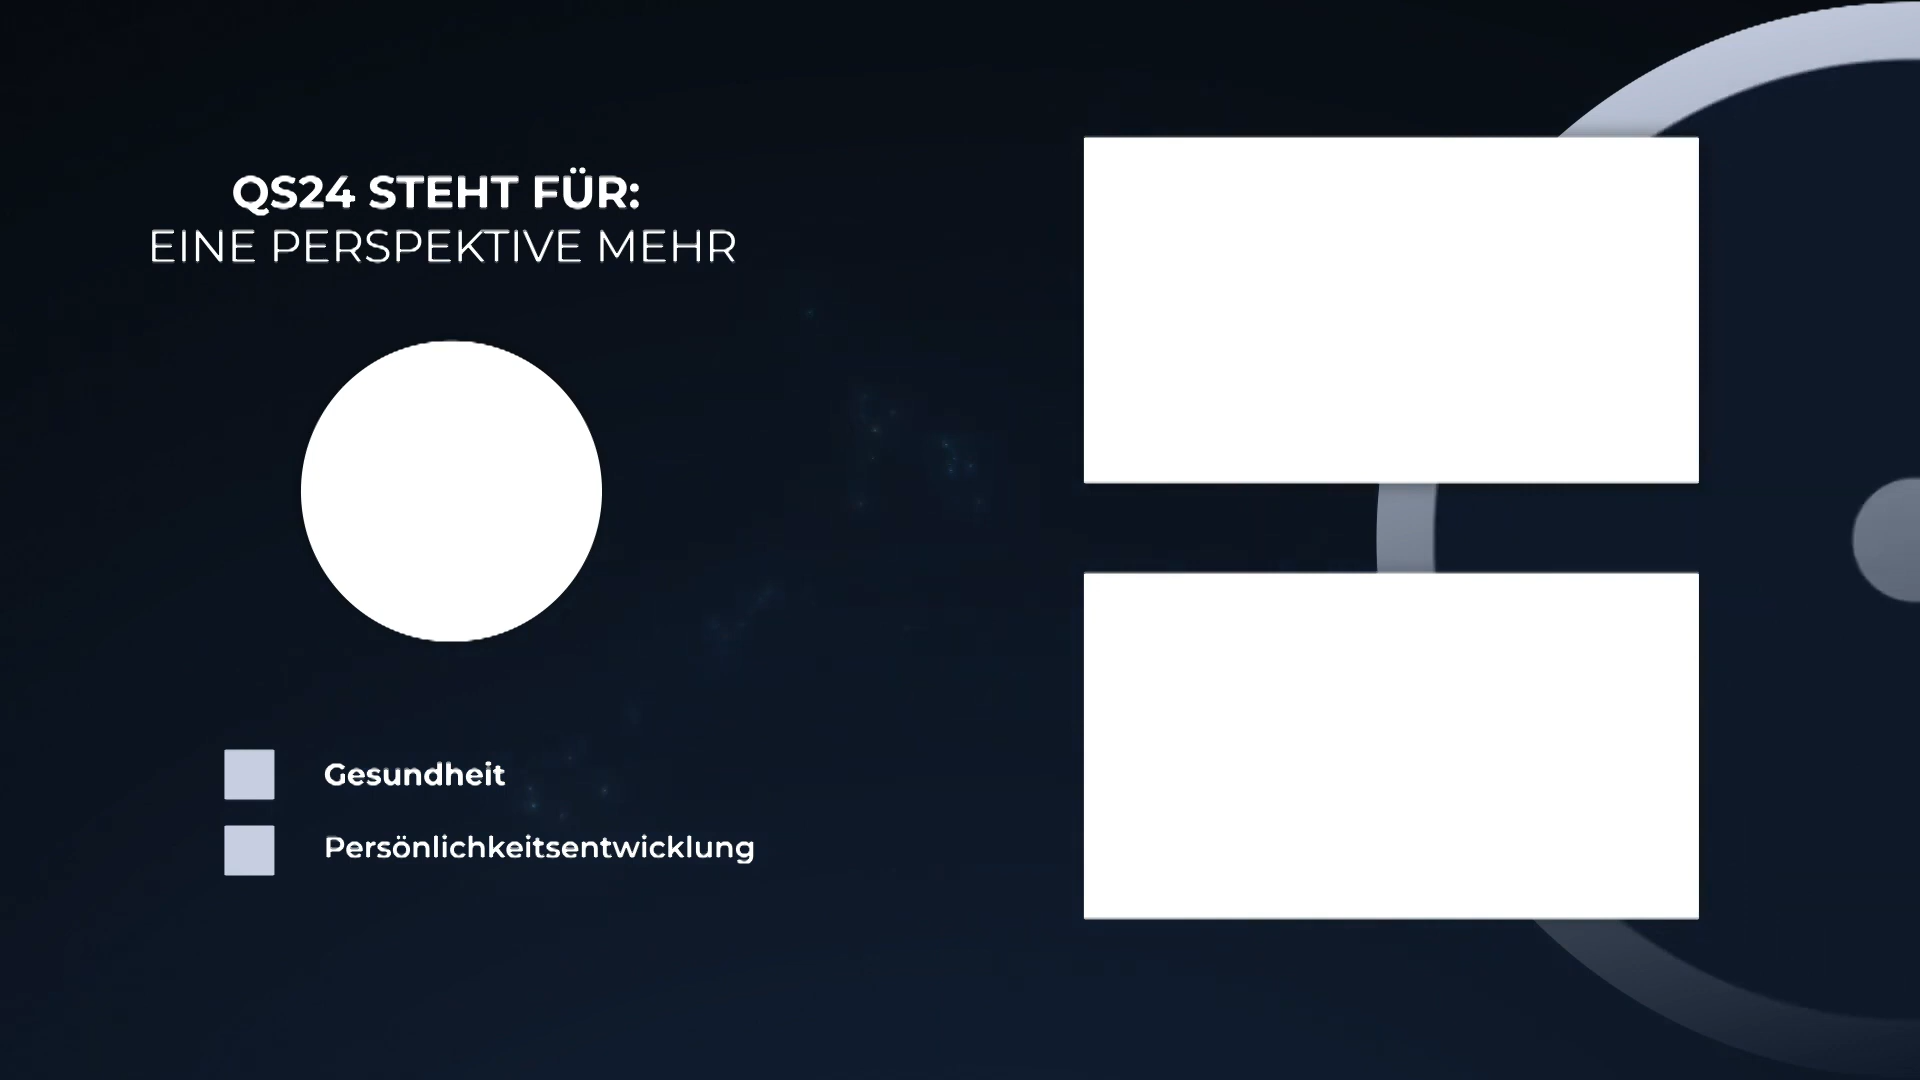 QS24 STEHT FÜR:
EINE PERSPEKTIVE MEHR
Gesundheit
Persönlichkeitsentwicklung